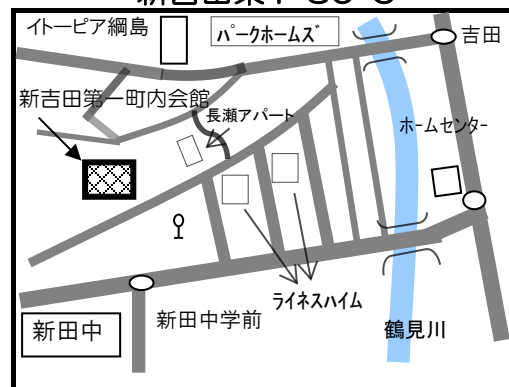 イトーピア綱島
パークホームズ
吉田
新吉田第一町内会館
長瀬アパート
ホームセンター
ライネスハイム
新田中学前
新田中
鶴見川